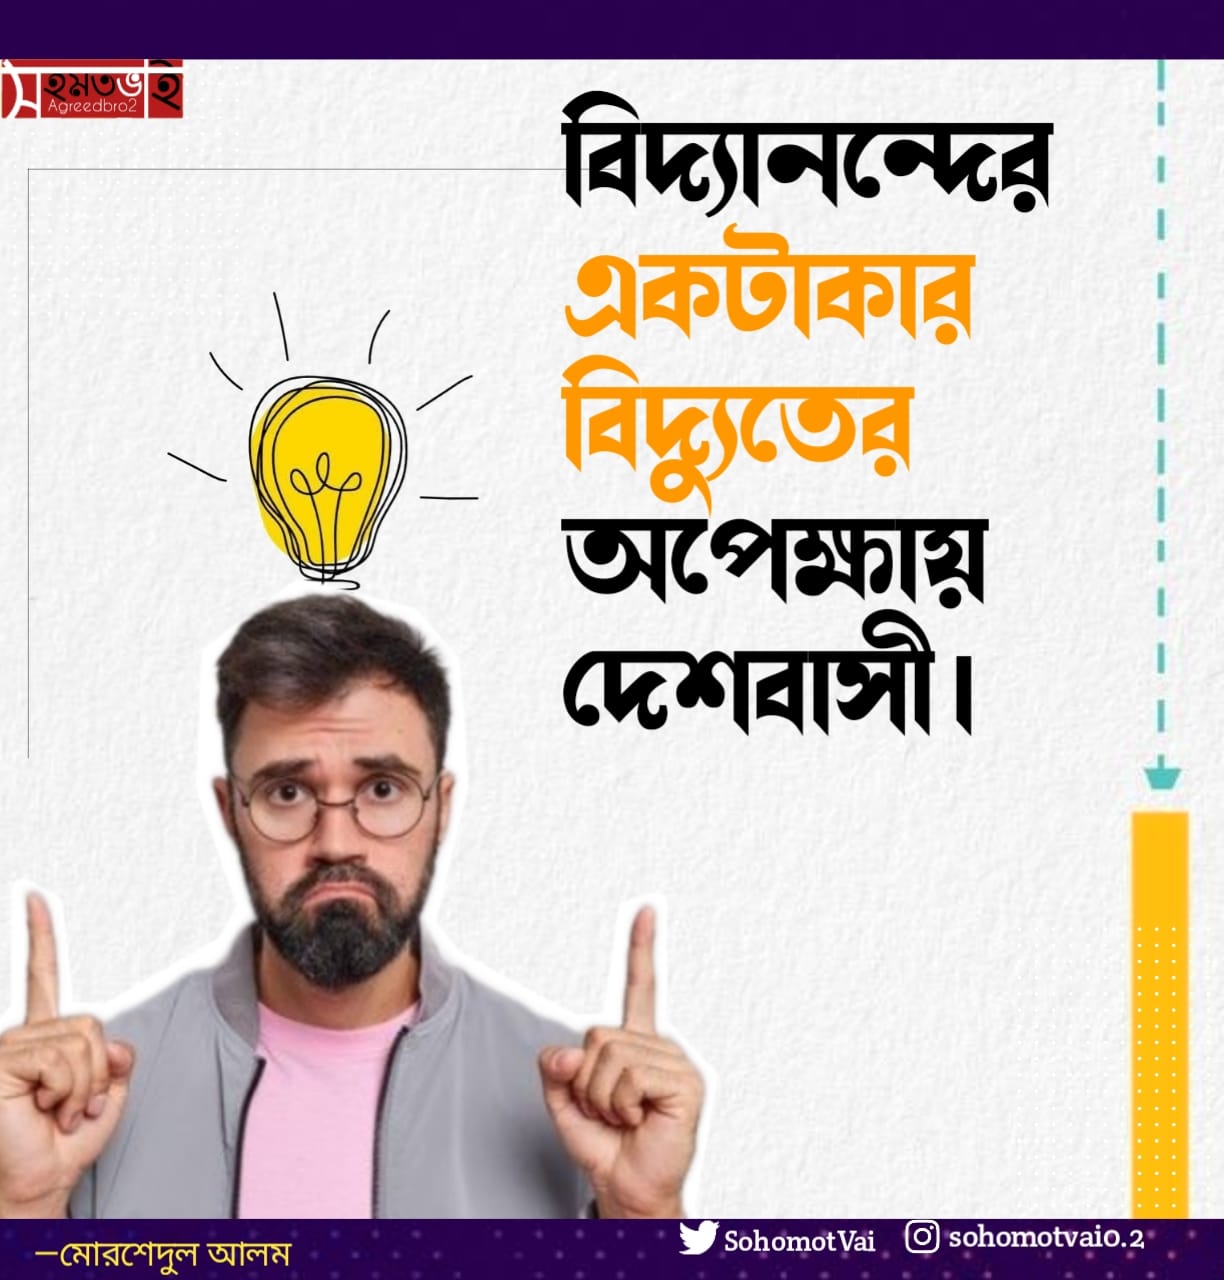 সহমতভাই
Agreedbro2
বিদ্যানন্দের
একটাকার
বিদ্যুতের
অপেক্ষায়
দেশবাসী।
–মোরশেদুল আলম
SohomotVai
sohomotvai0.2